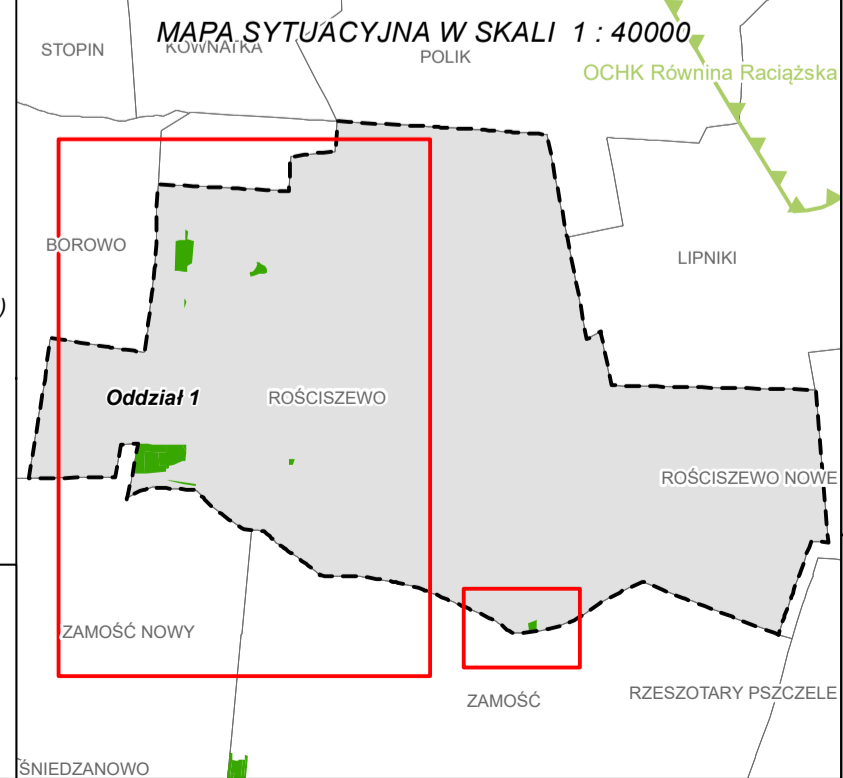 MAPA SYTUACYJNA W SKALI 1 : 40000
STOPIN
KOWNATKA
POLIK
OCHK Równina Raciąska
BOROWO
LIPNIKI
)
Oddział 1
ROŚCISZEWO
ROŚCISZEWO NOWE
ZAMOŚĆ NOWY
ZAMOŚĆ
RZESZOTARY PSZCZELE
ŚNIEDZANOWO